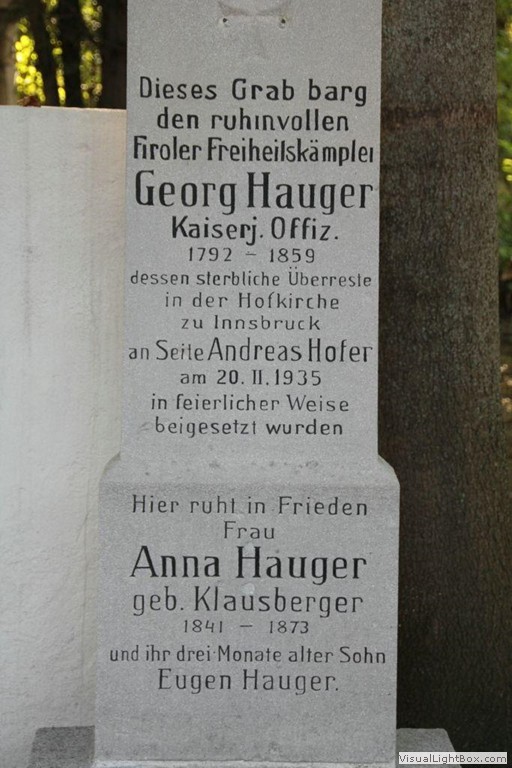 Dieses Grab barg
den ruhmvollen
Tiroler Freiheitskämpfer
Georg Hauger
Kaiserj. Offiz.
1792 - 1859
dessen sterbliche Überreste
in der Hofkirche
zu Innsbruck
an Seite Andreas Hofer
am 20. II. 1935
in feierlicher Weise
beigesetzt wurden
Hier ruht in Frieden
Frau
Anna Hauger
geb. Klausberger
1841 - 1873
und ihr drei Monate alter Sohn
Eugen Hauger.
VisualLightBox.com